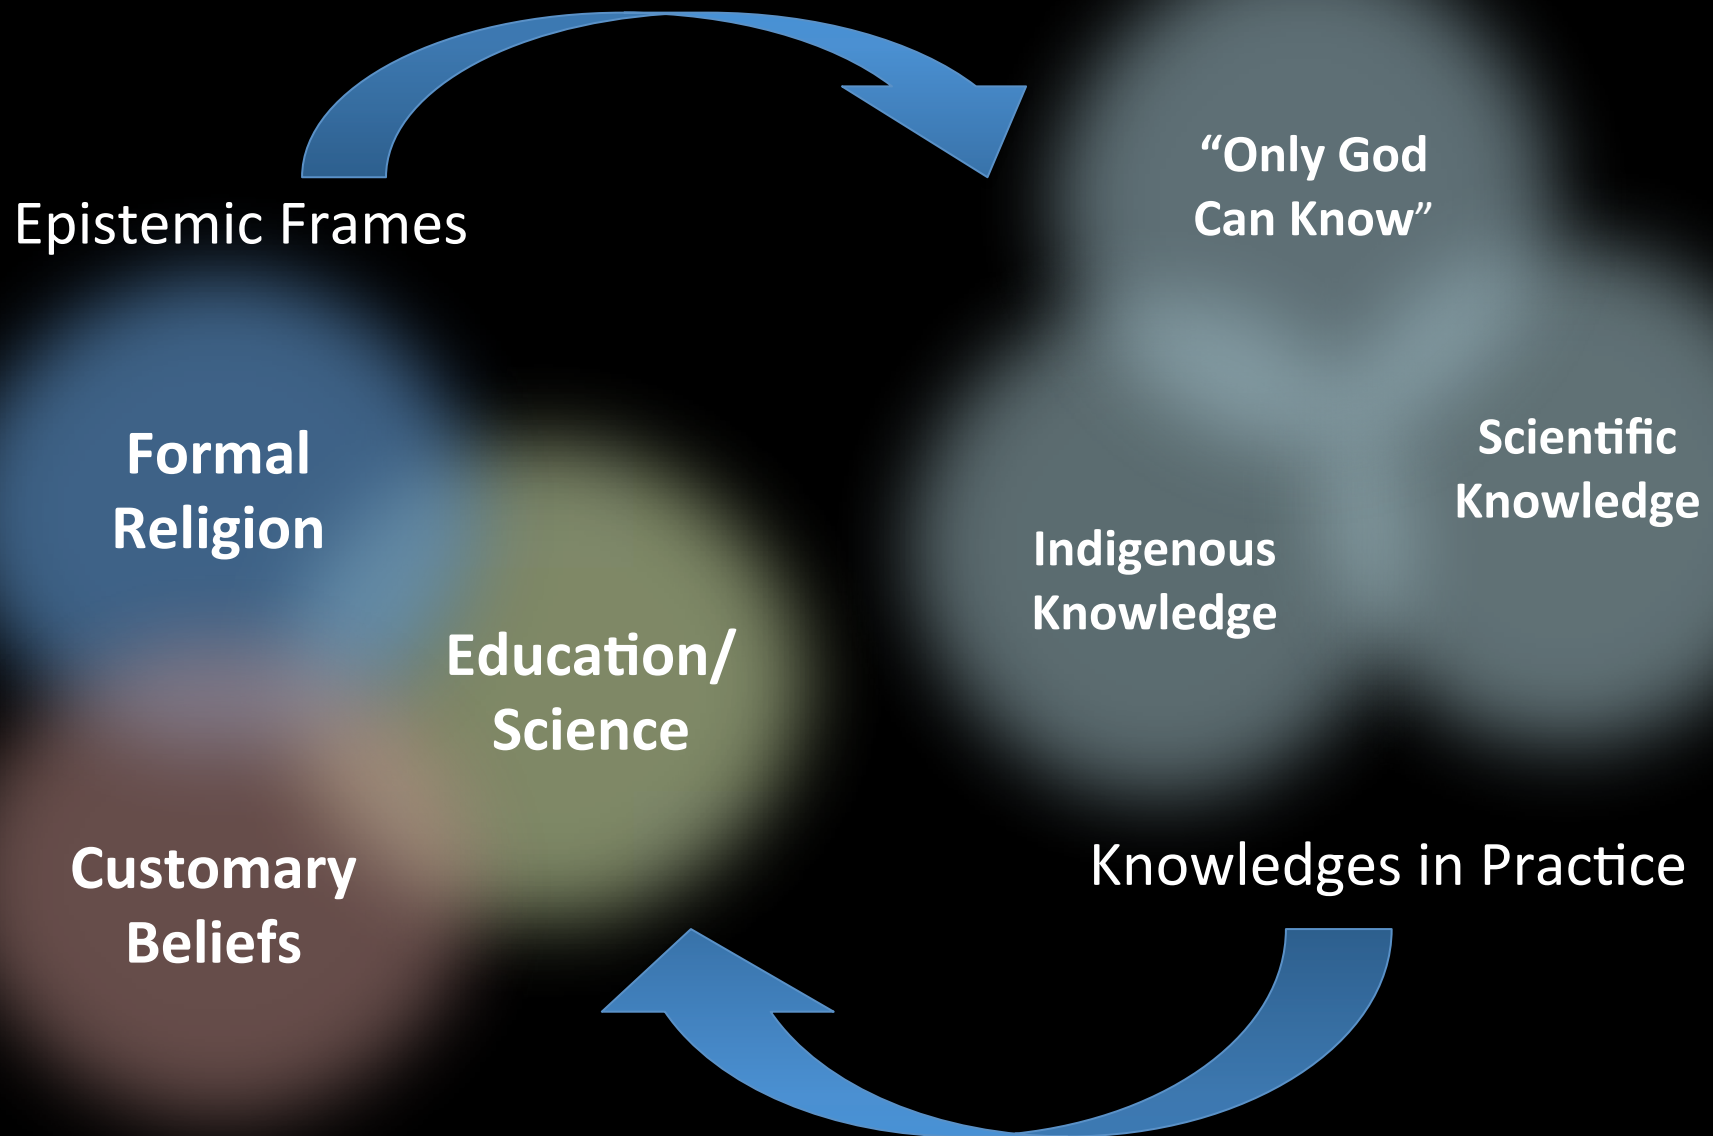 Epistemic Frames
Formal
Religion
Education/
Science
Customary
Beliefs
“Only God
Can Know”
Scientific
Knowledge
Indigenous
Knowledge
Knowledges in Practice